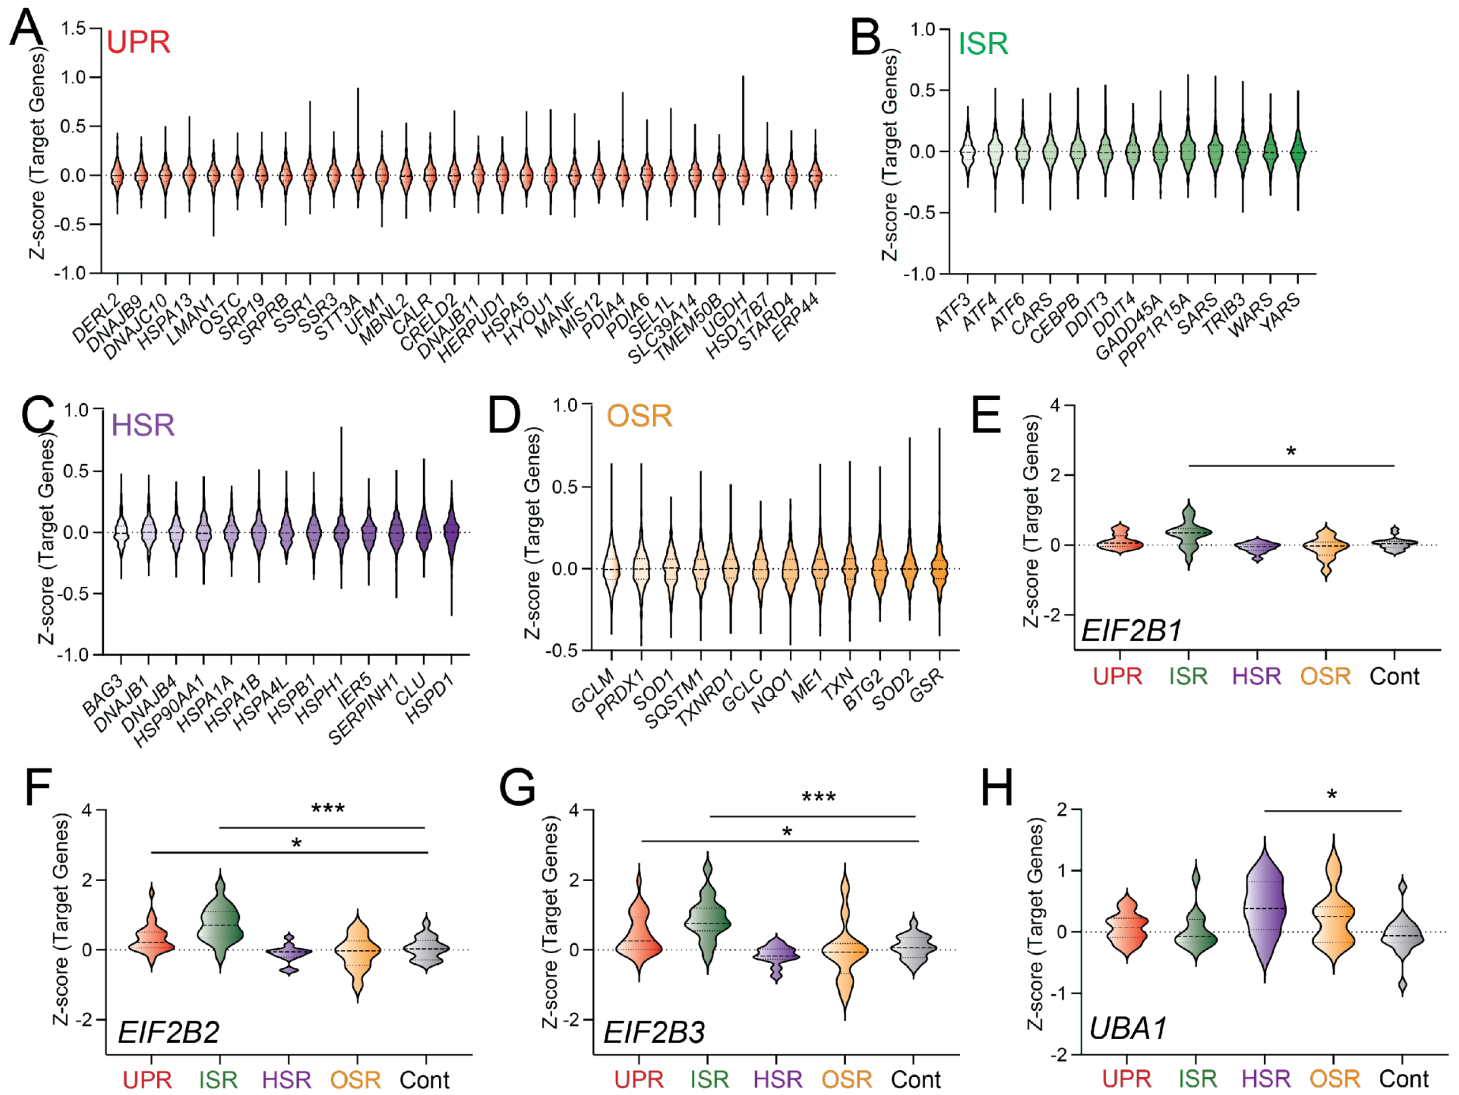 A
UPR
Z-score (Target Genes)
1.5
1.0
0.5
0.0
-0.5
-1.0
DERL2
DNAJB9
DNAJC10
HSPA13
LMAN1
OSTC
SRP19
SRPRB
SSR1
SSR3
STT3A
UFM1
MBNL2
CALR
CRELD2
DNAJB11
HERPUD1
HSPA5
HYOU1
MANF
MIS12
PDIA4
PDIA6
SEL1L
SLC39A14
TMEM50B
UGDH
HSD17B7
STARD4
ERP44
B
ISR
Z-score (Target Genes)
1.0
0.5
0.0
-0.5
-1.0
ATF3
ATF4
ATF6
CARS
CEBPB
DDIT3
DDIT4
GADD45A
PPP1R15A
SARS
TRIB3
WARS
YARS
C
HSR
Z-score (Target Genes)
1.0
0.5
0.0
-0.5
-1.0
BAG3
DNAJB1
DNAJB4
HSP90AA1
HSPA1A
HSPA1B
HSPA4L
HSPB1
HSPH1
IER5
SERPINH1
CLU
HSPD1
D
OSR
Z-score (Target Genes)
1.0
0.5
0.0
-0.5
GCLM
PRDX1
SOD1
SQSTM1
TXNRD1
GCLC
NQO1
ME1
TXN
BTG2
SOD2
GSR
E
Z-score (Target Genes)
4
2
0
-2
*
EIF2B1
UPR ISR HSR OSR Cont
F
Z-score (Target Genes)
4
2
0
-2
***
*
EIF2B2
UPR ISR HSR OSR Cont
G
Z-score (Target Genes)
4
2
0
-2
***
*
EIF2B3
UPR ISR HSR OSR Cont
H
Z-score (Target Genes)
2
1
0
-1
-2
*
UBA1
UPR ISR HSR OSR Cont